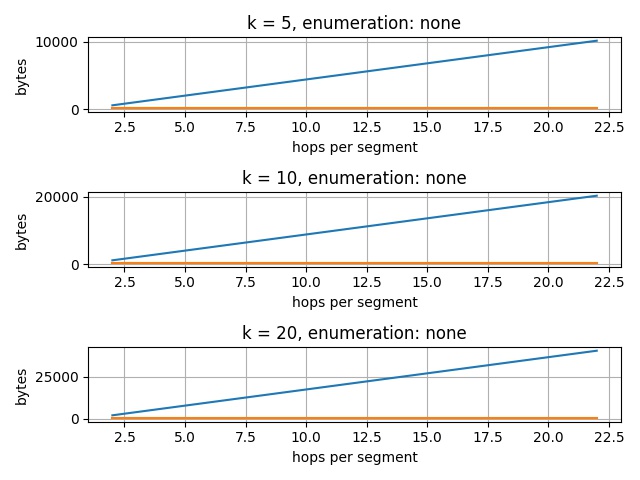 k = 5, enumeration: none
10000
0
bytes
2.5 5.0 7.5 10.0 12.5 15.0 17.5 20.0 22.5
hops per segment
k = 10, enumeration: none
20000
0
bytes
2.5 5.0 7.5 10.0 12.5 15.0 17.5 20.0 22.5
hops per segment
k = 20, enumeration: none
25000
0
bytes
2.5 5.0 7.5 10.0 12.5 15.0 17.5 20.0 22.5
hops per segment